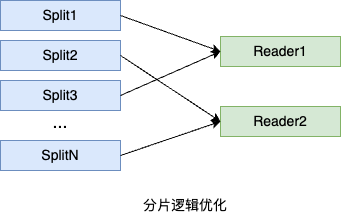 Split1
Split2
Split3
...
SplitN
Reader1
Reader2
分片逻辑优化